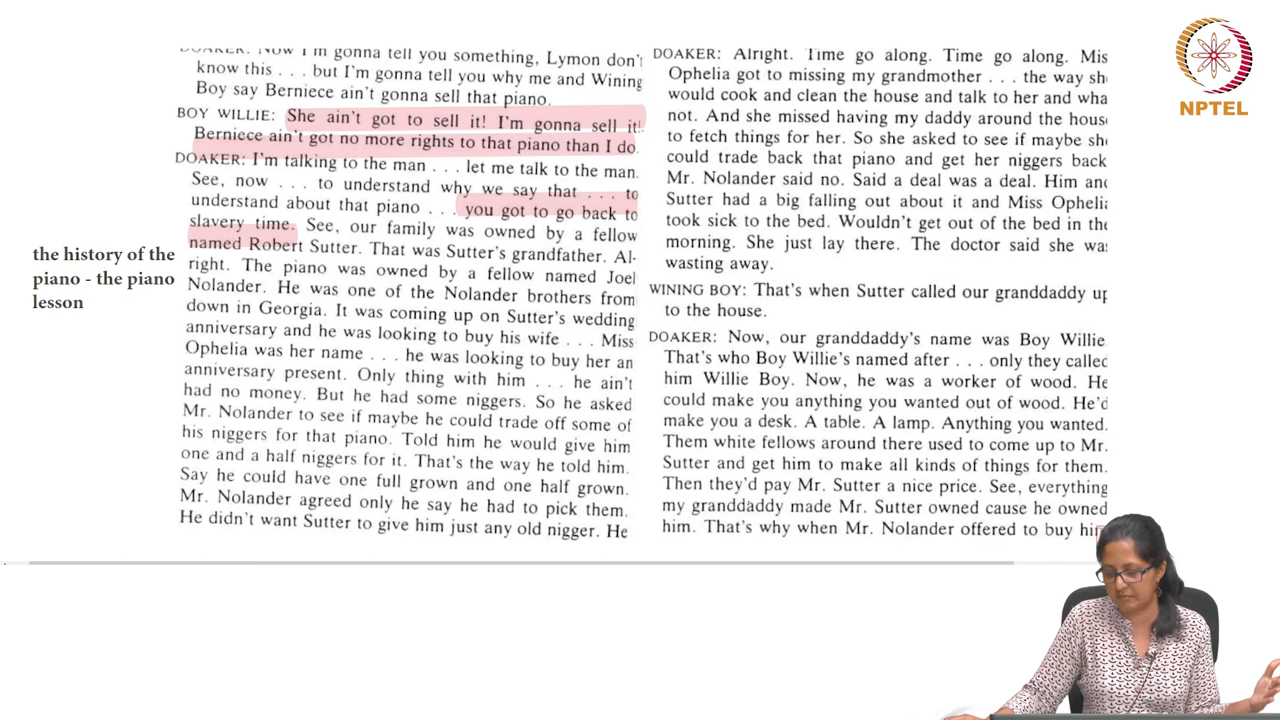 DOAKER: Now I'm gonna tell you something, Lymon don't
know this . . . but I'm gonna tell you why me and Wining
Boy say Berniece ain't gonna sell that piano.
BOY WILLIE: She ain't got to sell it! I'm gonna sell it!
Berniece ain't got no more rights to that piano than I do.
DOAKER: I'm talking to the man . . . let me talk to the man.
See, now . . . to understand why we say that . . . to
understand about that piano . . . you got to go back to
slavery time. See, our family was owned by a fellow
named Robert Sutter. That was Sutter's grandfather. Al-
right. The piano was owned by a fellow named Joel
Nolander. He was one of the Nolander brothers from
down in Georgia. It was coming up on Sutter's wedding
anniversary and he was looking to buy his wife . . . Miss
Ophelia was her name . . . he was looking to buy her an
anniversary present. Only thing with him . . . he ain't
had no money. But he had some niggers. So he asked
Mr. Nolander to see if maybe he could trade off some of
his niggers for that piano. Told him he would give him
one and a half niggers for it. That's the way he told him.
Say he could have one full grown and one half grown.
Mr. Nolander agreed only he say he had to pick them.
He didn't want Sutter to give him just any old nigger. He
the history of the
piano - the piano
lesson
DOAKER: Alright. Time go along. Time go along. Mis
Ophelia got to missing my grandmother . . . the way sh
would cook and clean the house and talk to her and wha
not. And she missed having my daddy around the hous
to fetch things for her. So she asked to see if maybe sh
could trade back that piano and get her niggers back
Mr. Nolander said no. Said a deal was a deal. Him and
Sutter had a big falling out about it and Miss Ophelia
took sick to the bed. Wouldn't get out of the bed in the
morning. She just lay there. The doctor said she wa
wasting away.
WINING BOY: That's when Sutter called our granddaddy up
to the house.
DOAKER: Now, our granddaddy's name was Boy Willie
That's who Boy Willie's named after . . . only they called
him Willie Boy. Now, he was a worker of wood. He
could make you anything you wanted out of wood. He'd
make you a desk. A table. A lamp. Anything you wanted.
Them white fellows around there used to come up to Mr.
Sutter and get him to make all kinds of things for them.
Then they'd pay Mr. Sutter a nice price. See, everything
my granddaddy made Mr. Sutter owned cause he owned
him. That's why when Mr. Nolander offered to buy him
NPTEL